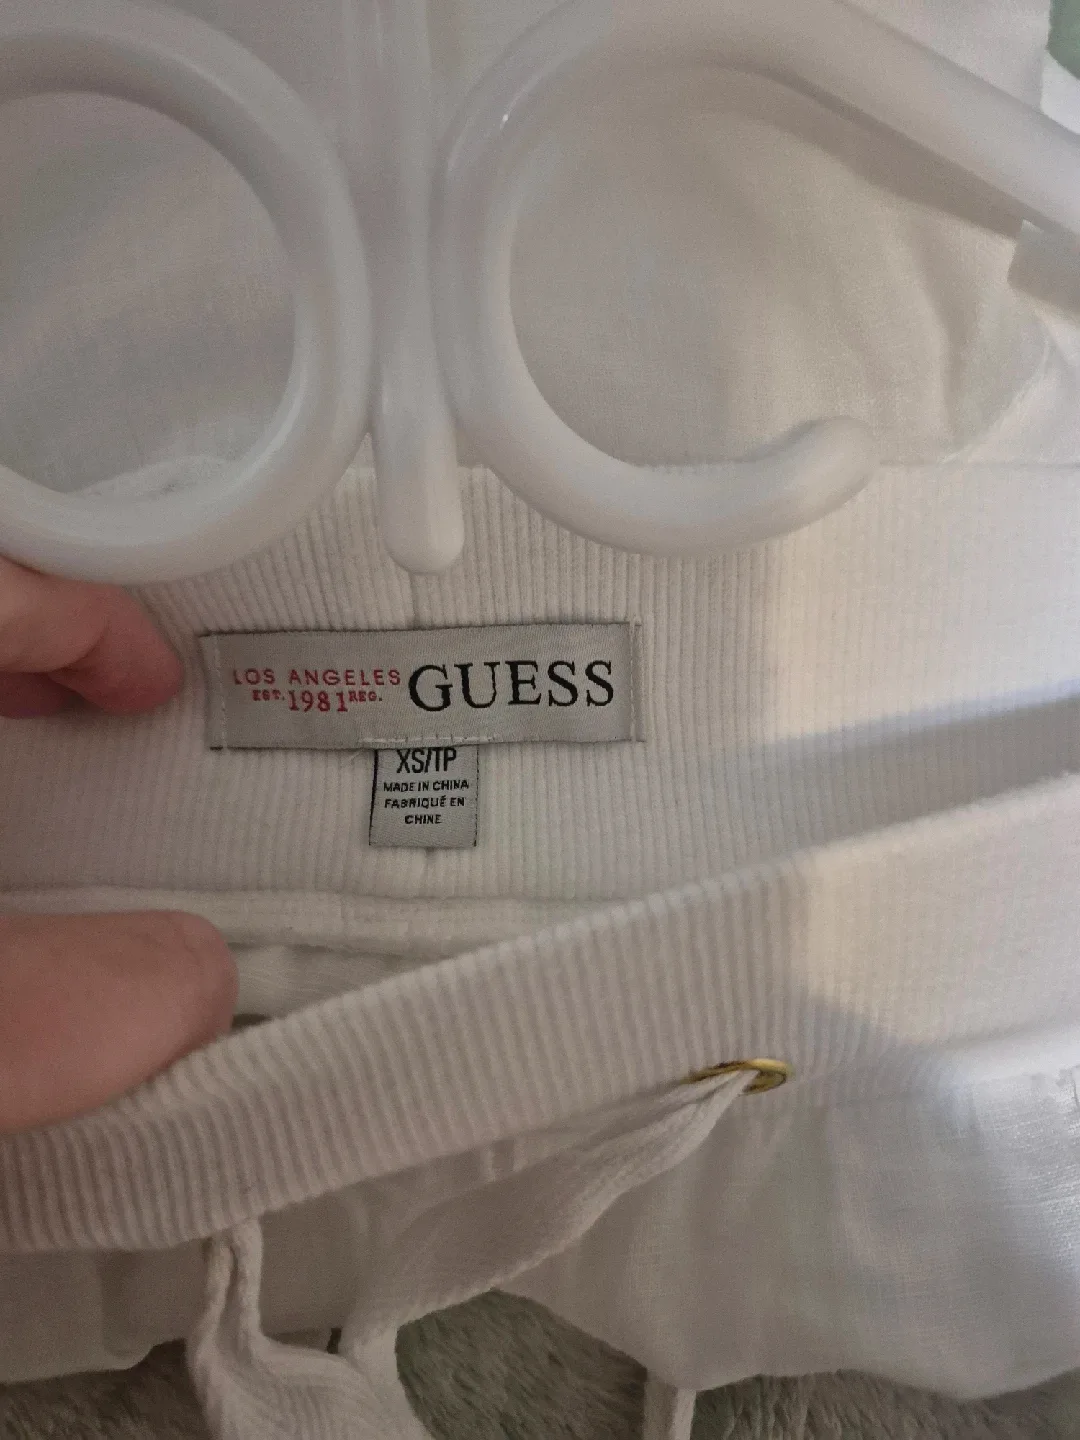 LOS ANGELES
EST. 1981 REG.
GUESS
XS/TP
MADE IN CHINA
FABRIQUÉ EN
CHINE